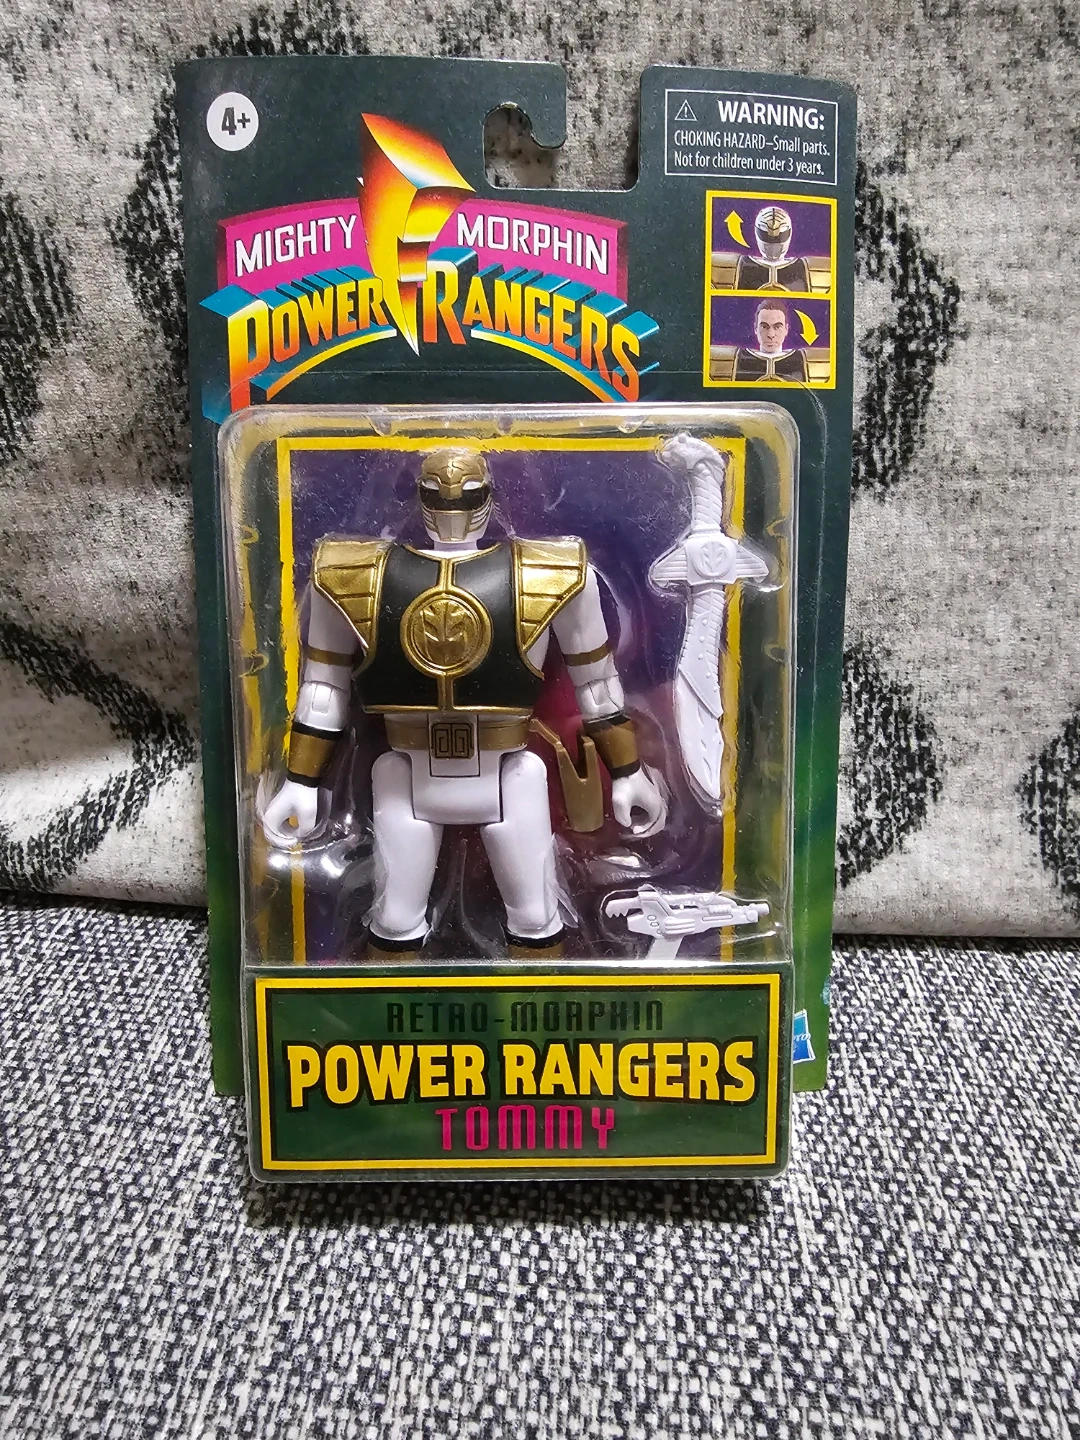 4+
WARNING:
CHOKING HAZARD–Small parts.
Not for children under 3 years.
MIGHTY MORPHIN
POWER RANGERS
RETRO-MORPHIN
POWER RANGERS
TOMMY